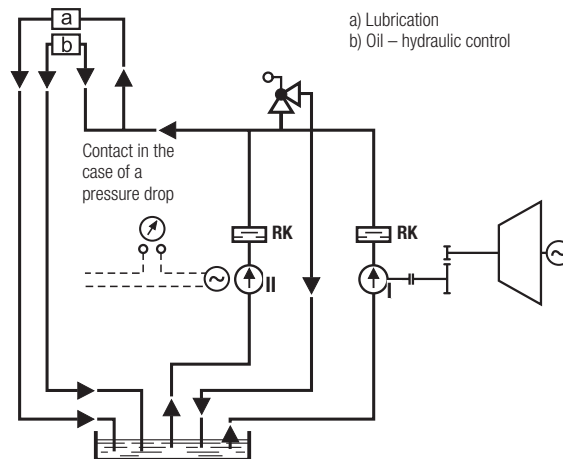 a
b
a) Lubrication
b) Oil – hydraulic control
Contact in the
case of a
pressure drop
RK
RK
II
I